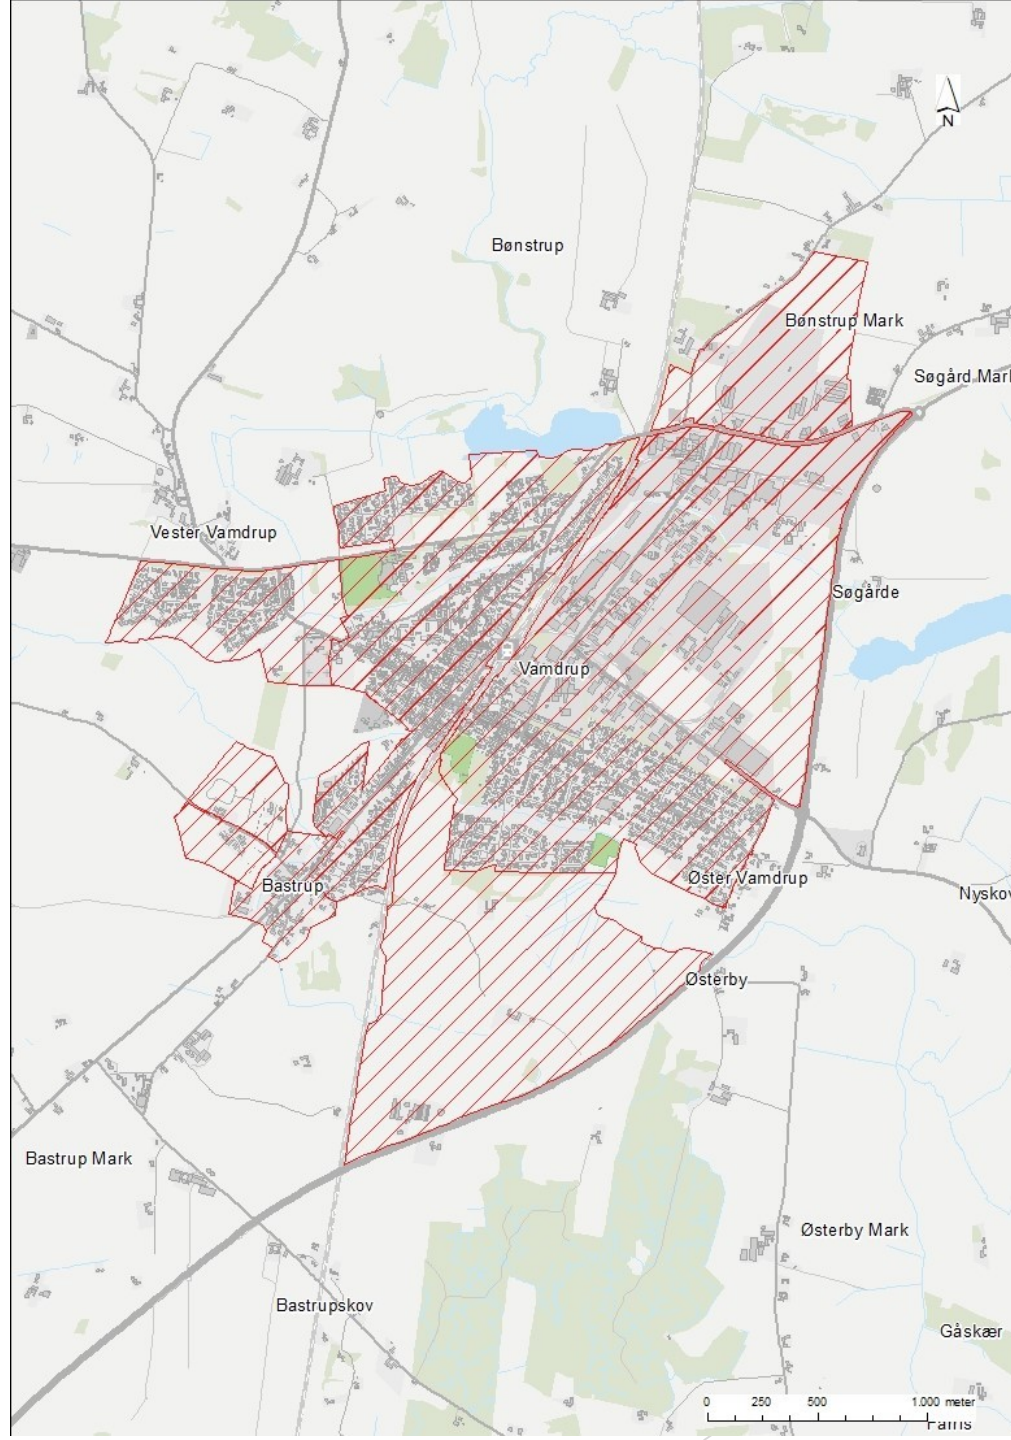 N
Bønstrup
Bønstrup Mark
Søgård Mark
Vester Vamdrup
Søgårde
Vamdrup
Bastrup
Øster Vamdrup
Nyskov
Østerby
Bastrup Mark
Østerby Mark
Bastrupskov
Gåskær
0 250 500 1.000 meter
Farris